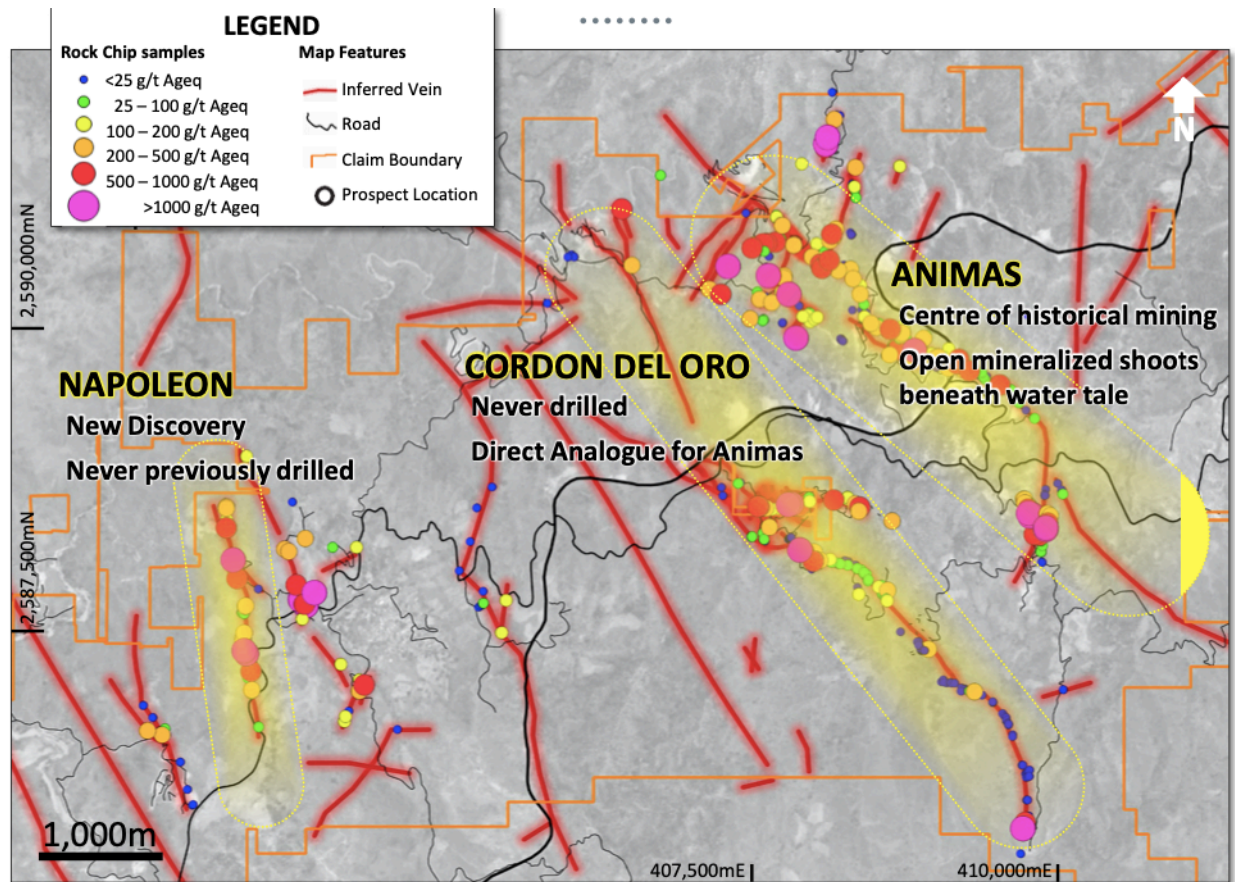 LEGEND
Rock Chip samples
<25 g/t Ageq
25 – 100 g/t Ageq
100 – 200 g/t Ageq
200 – 500 g/t Ageq
500 – 1000 g/t Ageq
>1000 g/t Ageq
Map Features
Inferred Vein
Road
Claim Boundary
Prospect Location
N
2,590,000mN
ANIMAS
Centre of historical mining
Open mineralized shoots
beneath water tale
CORDON DEL ORO
Never drilled
Direct Analogue for Animas
NAPOLEON
New Discovery
Never previously drilled
2,587,500mN
1,000m
407,500mE
410,000mE